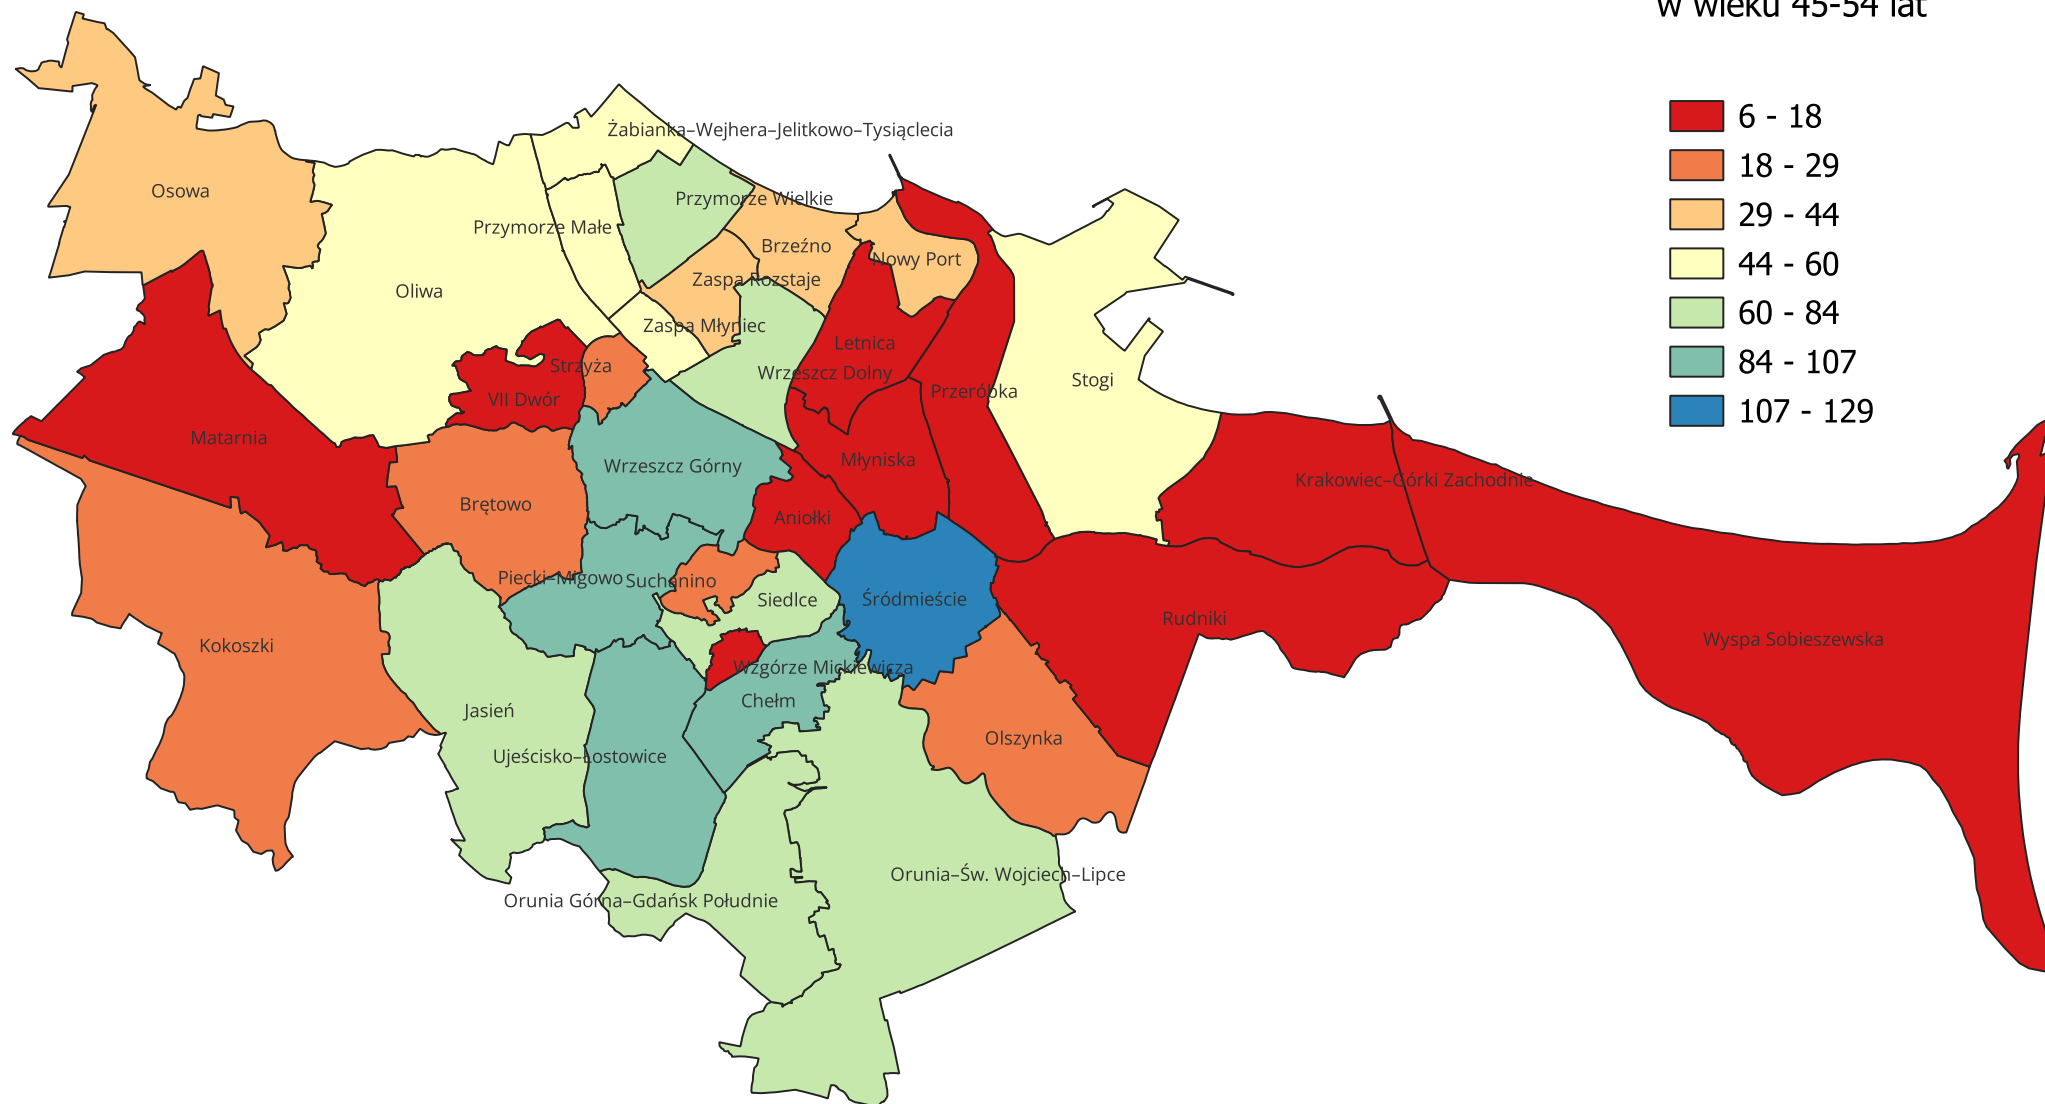 w wieku 45-54 lat
6 - 18
18 - 29
29 - 44
44 - 60
60 - 84
84 - 107
107 - 129
Żabianka–Wejhera–Jelitkowo–Tysiąclecia
Osowa
Przymorze Wielkie
Przymorze Małe
Brzeźno
Nowy Port
Zaspa Rozstaje
Oliwa
Zaspa Młyniec
Letnica
Strzyża
Wrzeszcz Dolny
Stogi
Przeróbka
VII Dwór
Matarnia
Młyniska
Wrzeszcz Górny
Krakowiec–Górki Zachodnie
Brętowo
Aniołki
Piecki–Migowo
Suchanino
Siedlce
Śródmieście
Rudniki
Wyspa Sobieszewska
Kokoszki
Wzgórze Mickiewicza
Chełm
Jasień
Olszynka
Ujeścisko–Łostowice
Orunia–Św. Wojciech–Lipce
Orunia Górna–Gdańsk Południe